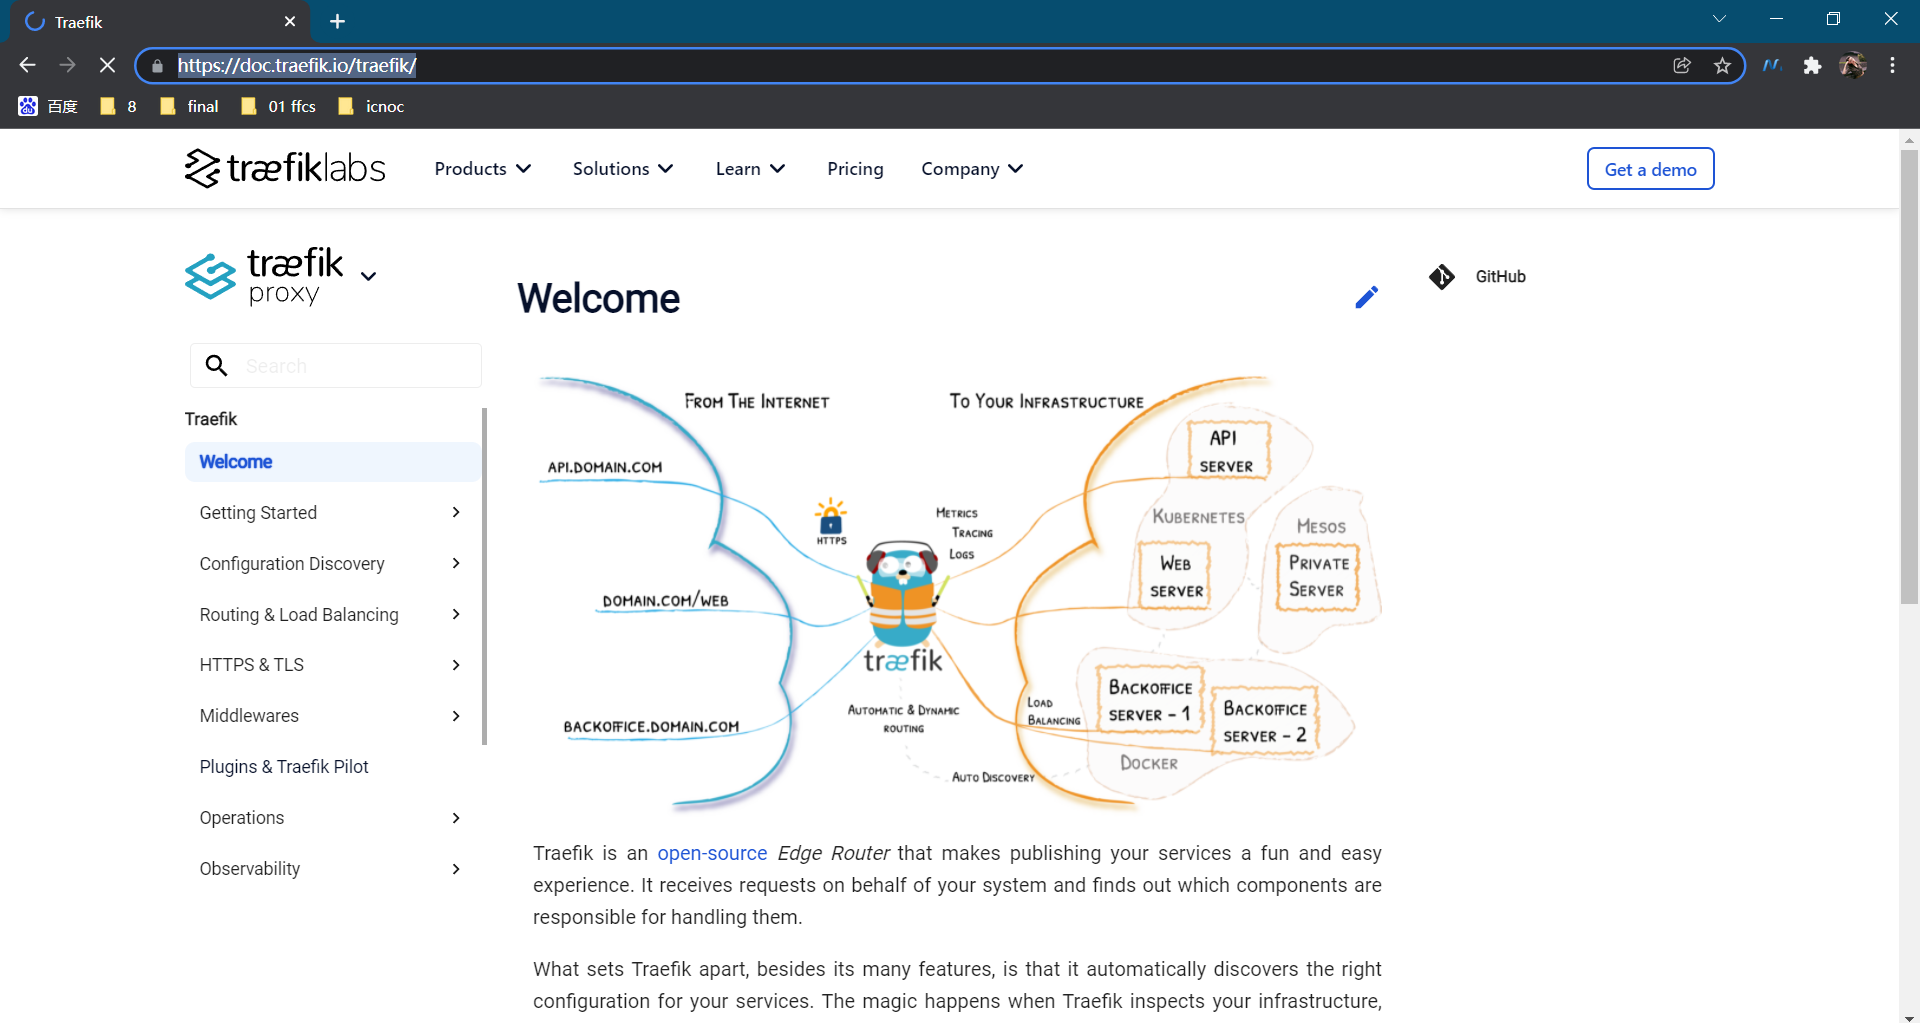 Traefik
https://doc.traefik.io/traefik/
百度
8
final
01 ffcs
icnoc
træfiklabs
Products
Solutions
Learn
Pricing
Company
Get a demo
træfik
proxy
Search
Traefik
Welcome
Getting Started
Configuration Discovery
Routing & Load Balancing
HTTPS & TLS
Middlewares
Plugins & Traefik Pilot
Operations
Observability
Welcome
GitHub
FROM THE INTERNET
TO YOUR INFRASTRUCTURE
API.DOMAIN.COM
DOMAIN.COM/WEB
BACKOFFICE.DOMAIN.COM
HTTPS
METRICS
TRACING
LOGS
træfik
AUTOMATIC & DYNAMIC
ROUTING
AUTO DISCOVERY
LOAD
BALANCING
API
SERVER
KUBERNETES
WEB
SERVER
MESOS
PRIVATE
SERVER
BACKOFFICE
SERVER - 1
BACKOFFICE
SERVER - 2
DOCKER
Traefik is an open-source Edge Router that makes publishing your services a fun and easy
experience. It receives requests on behalf of your system and finds out which components are
responsible for handling them.
What sets Traefik apart, besides its many features, is that it automatically discovers the right
configuration for your services. The magic happens when Traefik inspects your infrastructure,